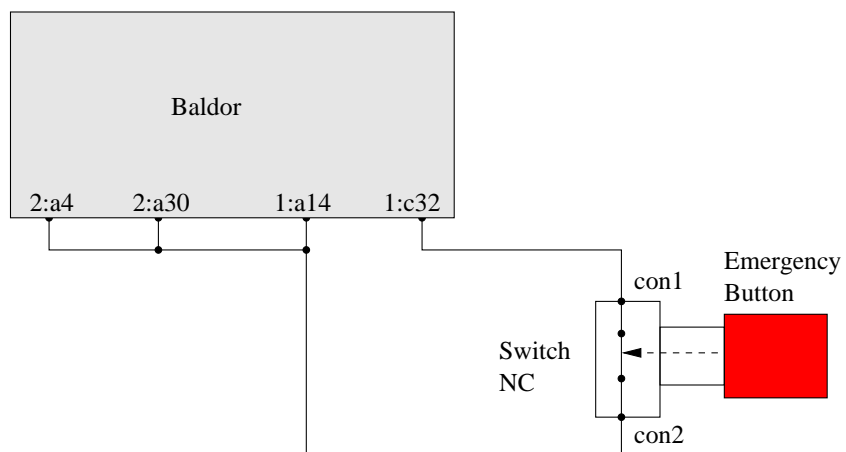 Baldor
2:a4
2:a30
1:a14
1:c32
Emergency
Button
con1
Switch
NC
con2